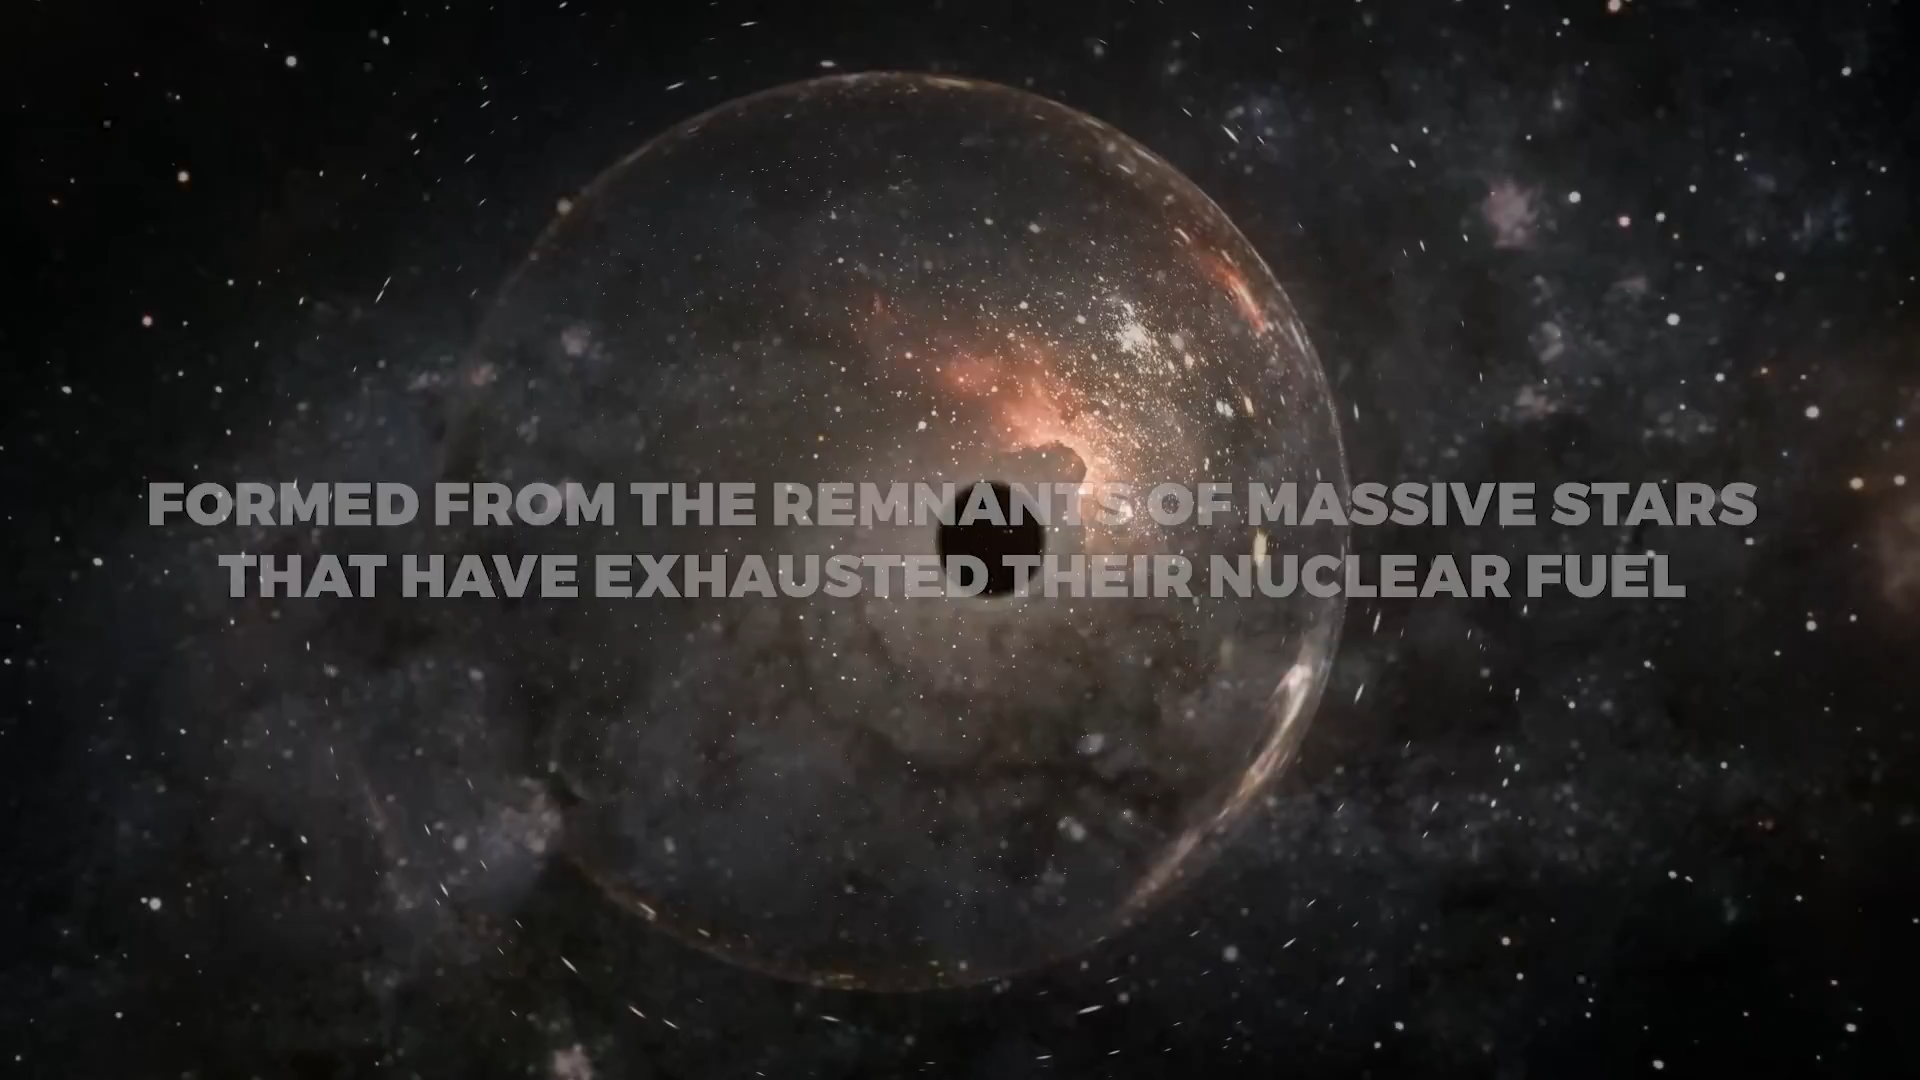 FORMED FROM THE REMNANTS OF MASSIVE STARS
THAT HAVE EXHAUSTED THEIR NUCLEAR FUEL